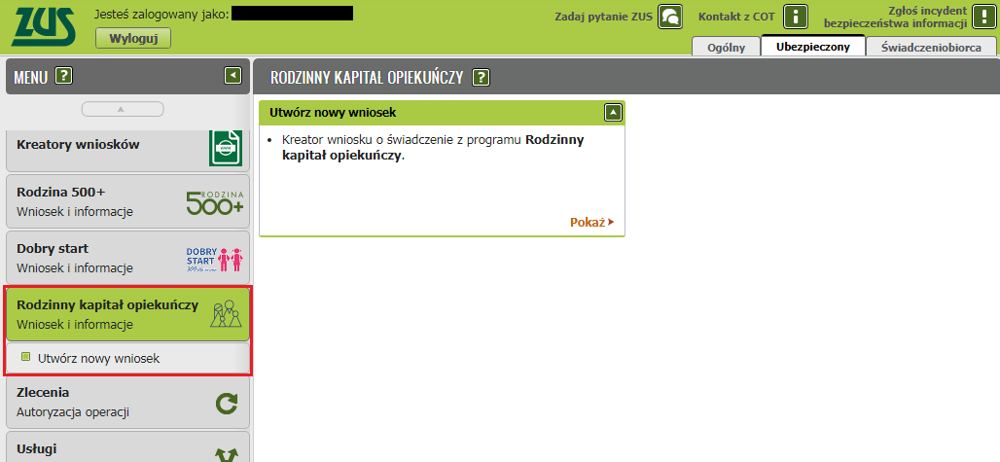 ZUS
Jesteś zalogowany jako:
Wyloguj
Zadaj pytanie ZUS
Kontakt z COT
Zgłoś incydent
bezpieczeństwa informacji
Ogólny
Ubezpieczony
Świadczeniobiorca
MENU ?
RODZINNY KAPITAŁ OPIEKUŃCZY ?
Kreatory wniosków
Rodzina 500+
Wniosek i informacje
RODZINA
500+
Dobry start
Wniosek i informacje
DOBRY
START
Rodzinny kapitał opiekuńczy
Wniosek i informacje
Utwórz nowy wniosek
Zlecenia
Autoryzacja operacji
Usługi
Utwórz nowy wniosek
Kreator wniosku o świadczenie z programu Rodzinny
kapitał opiekuńczy.
Pokaż